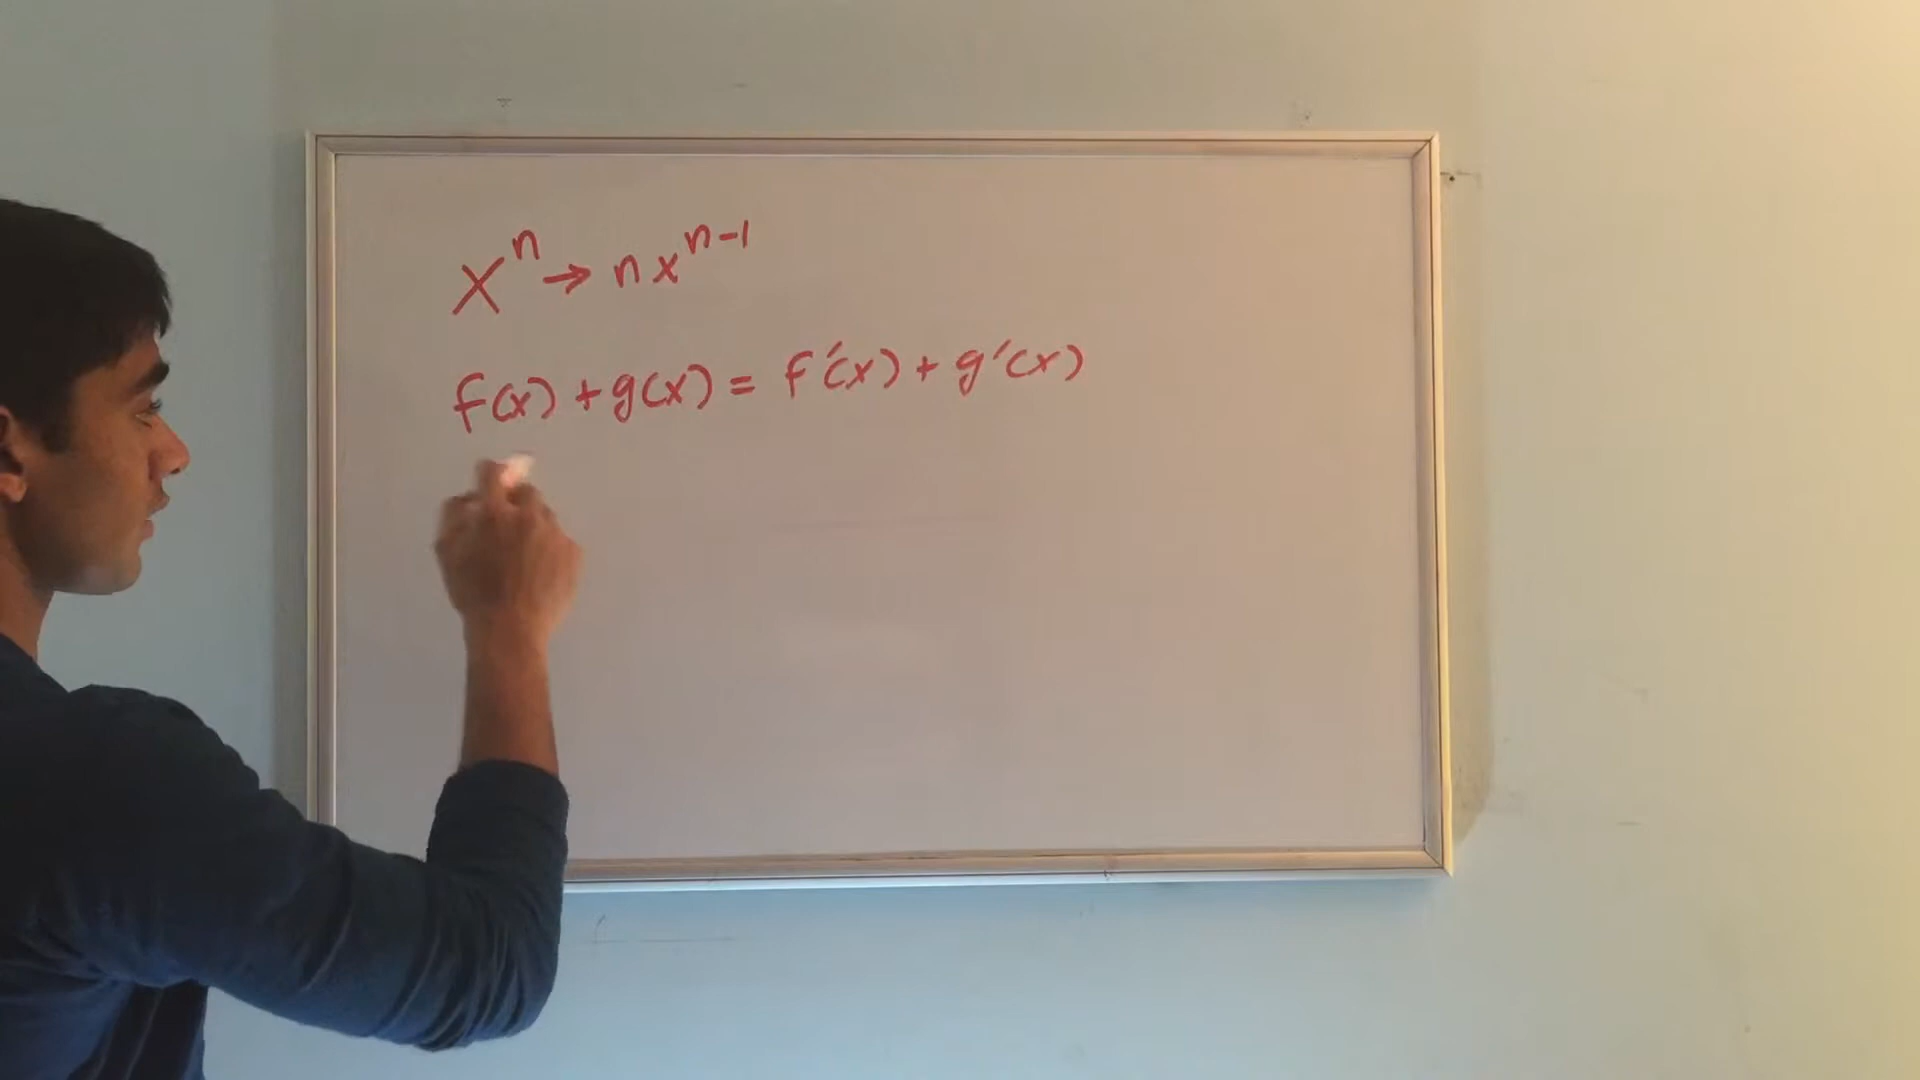 xⁿ → nxⁿ⁻¹
f(x) + g(x) = f′(x) + g′(x)